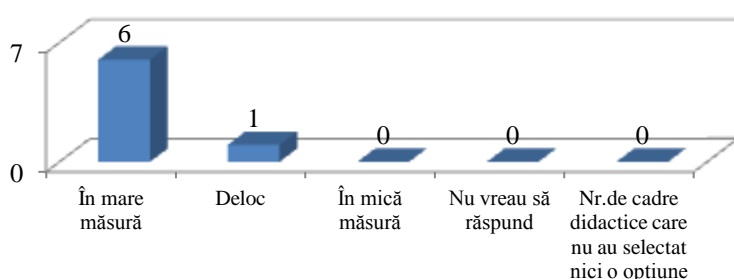 7
0
6
1
0
0
0
În mare
măsură
Deloc
În mică
măsură
Nu vreau să
răspund
Nr.de cadre
didactice care
nu au selectat
nici o opțiune